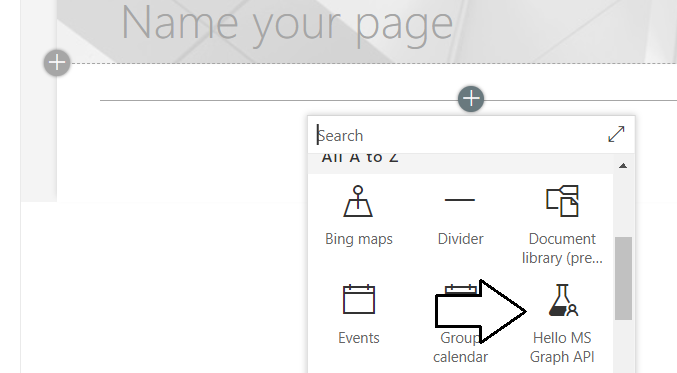 Name your page
Search
All A to Z
Bing maps
Divider
Document
library (pre...
Events
Group
calendar
Hello MS
Graph API